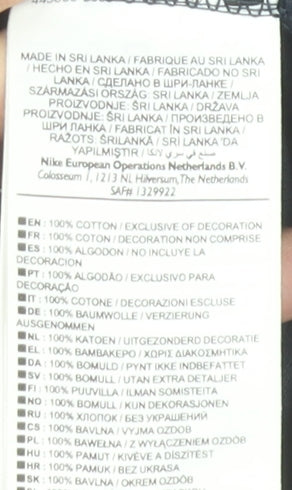 MADE IN SRI LANKA / FABRIQUE AU SRI LANKA
/ HECHO EN SRI LANKA / FABRICADO NO SRI
LANKA / СДЕЛАНО В ШРИ-ЛАНКЕ /
SZÁRMAZÁSI ORSZÁG: SRI LANKA / ZEMLJA
PROIZVODNJE: ŠRI LANKA / DRŽAVA
PROIZVODNJE: ŠRI LANKA / ПРОИЗВЕДЕНО В
ШРИ ЛАНКА / FABRICAT ÎN SRI LANKA /
RAŽOTS: ŠRILANKĀ / SRI LANKA 'DA
YAPILMIŞTIR / صنع في سري لانكا
Nike European Operations Netherlands B.V.
Colosseum 1, 1213 NL Hilversum, The Netherlands
SAF# 1329922
EN : 100% COTTON / EXCLUSIVE OF DECORATION
FR : 100% COTON / DECORATION NON COMPRISE
ES : 100% ALGODON / NO INCLUYE LA
DECORACION
PT : 100% ALGODÃO / EXCLUSIVO PARA
DECORAÇÃO
IT : 100% COTONE / DECORAZIONI ESCLUSE
DE : 100% BAUMWOLLE / VERZIERUNG
AUSGENOMMEN
NL : 100% KATOEN / UITGEZONDERD DECORATIE
EL : 100% ΒΑΜΒΑΚΕΡΟ / ΧΩΡΙΣ ΔΙΑΚΟΣΜΗΤΙΚΑ
DA : 100% BOMULD / PYNT IKKE INDBEFATTET
SV : 100% BOMULL / UTAN EXTRA DETALJER
FI : 100% PUUVILLA / ILMAN SOMISTEITA
NO : 100% BOMULL / KUN DEKORASJONEN
RU : 100% ХЛОПОК / БЕЗ УКРАШЕНИЙ
CS : 100% BAVLNA / VYJMA OZDOB
PL : 100% BAWEŁNA / Z WYŁĄCZENIEM OZDÓB
HU : 100% PAMUT / KIVÉVE A DÍSZÍTÉST
HR : 100% PAMUK / BEZ UKRASA
SK : 100% BAVLNA / OKREM OZDÔB